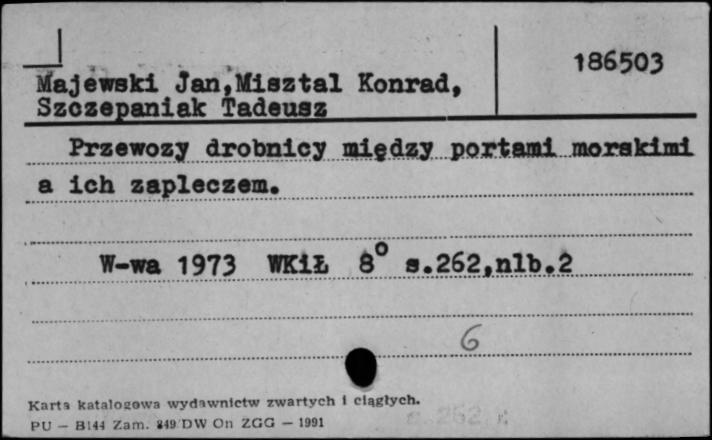 186503
Majewski Jan,Misztal Konrad,
Szczepaniak Tadeusz
Przewozy drobnicy między portami morskimi
a ich zapleczem.
W-wa 1973 WKiŁ 8° s.262,nlb.2
6
Karta katalogowa wydawnictw zwartych i ciągłych.
PU — B144 Zam. 849/DW On ZGG — 1991
s. 262